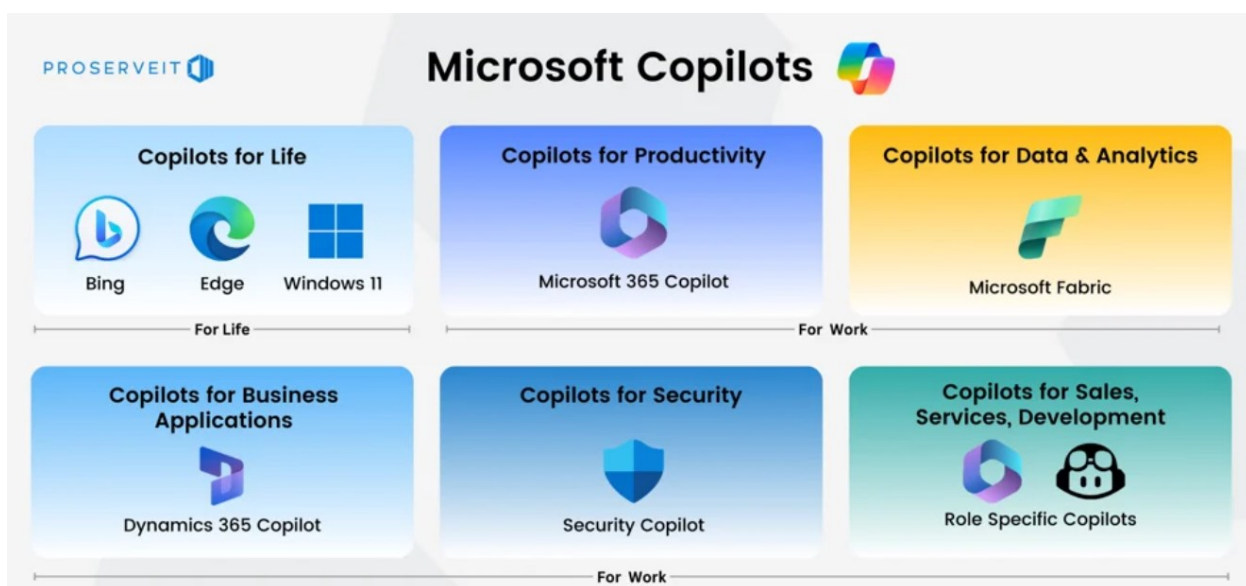 PROSERVEIT
Microsoft Copilots
Copilots for Life
Bing
Edge
Windows 11
Copilots for Productivity
Microsoft 365 Copilot
Copilots for Data & Analytics
Microsoft Fabric
For Life
For Work
Copilots for Business
Applications
Dynamics 365 Copilot
Copilots for Security
Security Copilot
Copilots for Sales,
Services, Development
Role Specific Copilots
For Work